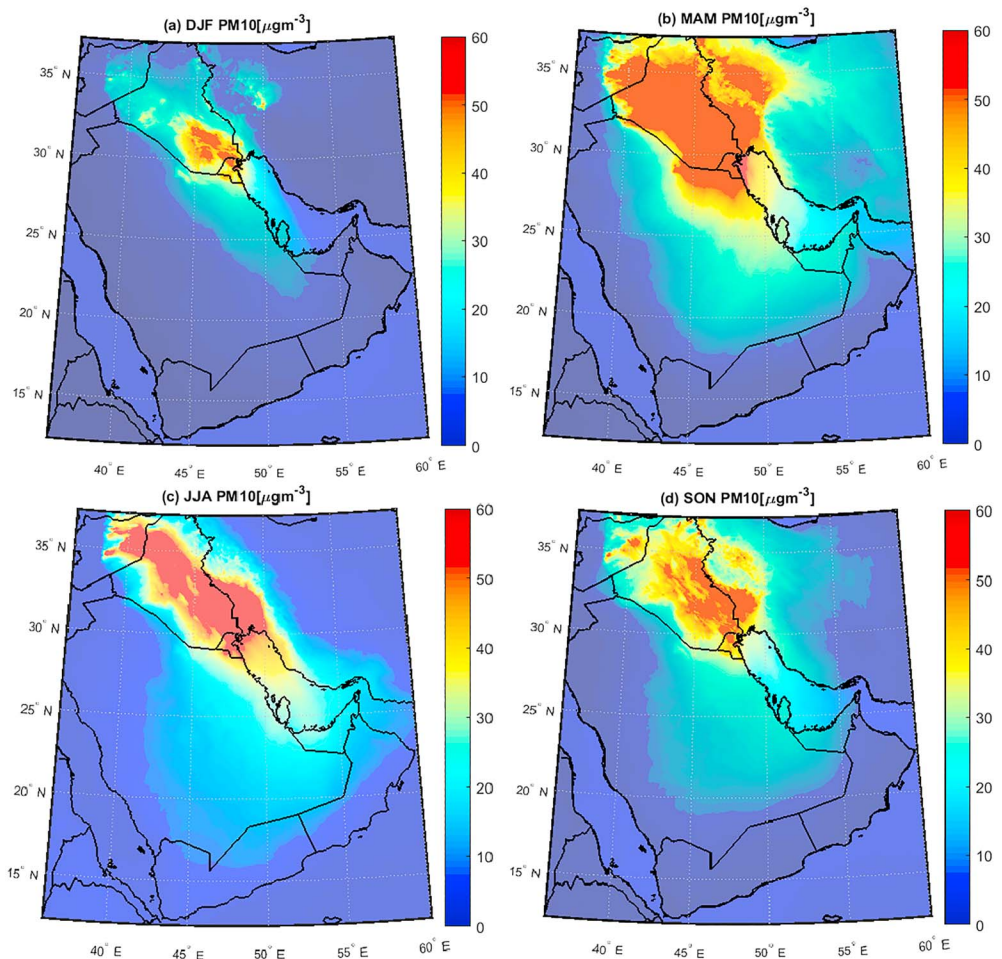 (a) DJF PM10[μgm⁻³]
60
50
40
30
20
10
0
35° N
30° N
25° N
20° N
15° N
40° E
45° E
50° E
55° E
60° E
(b) MAM PM10[μgm⁻³]
60
50
40
30
20
10
0
35° N
30° N
25° N
20° N
15° N
40° E
45° E
50° E
55° E
60° E
(c) JJA PM10[μgm⁻³]
60
50
40
30
20
10
0
35° N
30° N
25° N
20° N
15° N
40° E
45° E
50° E
55° E
60° E
(d) SON PM10[μgm⁻³]
60
50
40
30
20
10
0
35° N
30° N
25° N
20° N
15° N
40° E
45° E
50° E
55° E
60° E